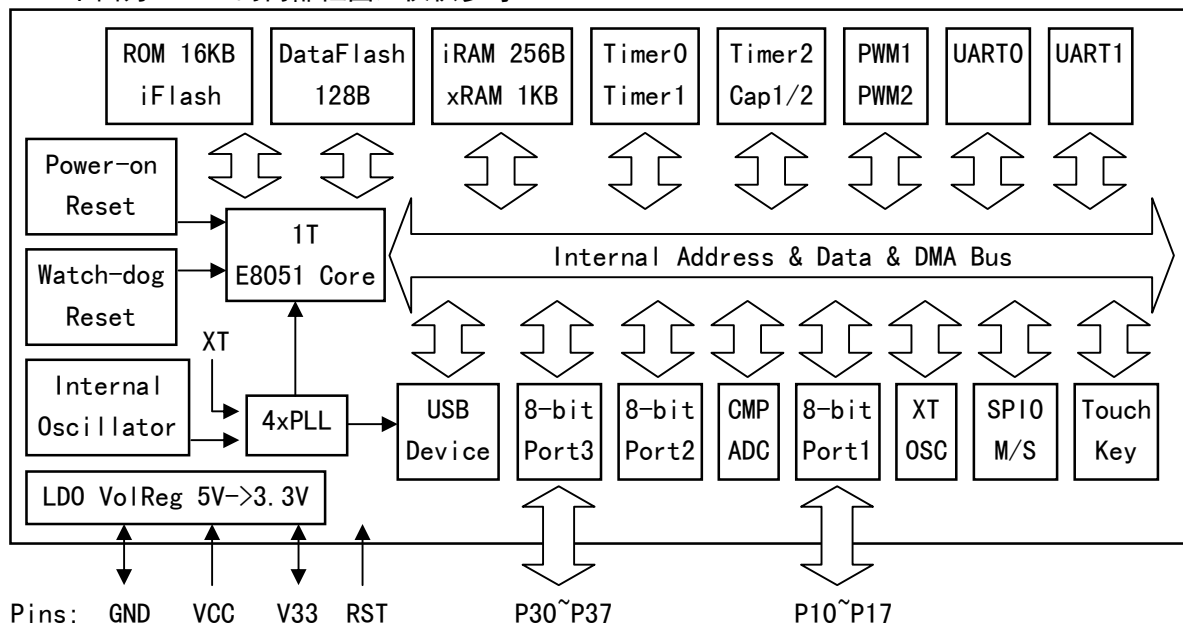 ROM 16KB
iFlash
DataFlash
128B
iRAM 256B
xRAM 1KB
Timer0
Timer1
Timer2
Cap1/2
PWM1
PWM2
UART0
UART1
Power-on
Reset
1T
E8051 Core
Internal Address & Data & DMA Bus
Watch-dog
Reset
XT
Internal
Oscillator
4xPLL
USB
Device
8-bit
Port3
8-bit
Port2
CMP
ADC
8-bit
Port1
XT
OSC
SPI0
M/S
Touch
Key
LDO VolReg 5V->3.3V
Pins: GND VCC V33 RST P30~P37 P10~P17